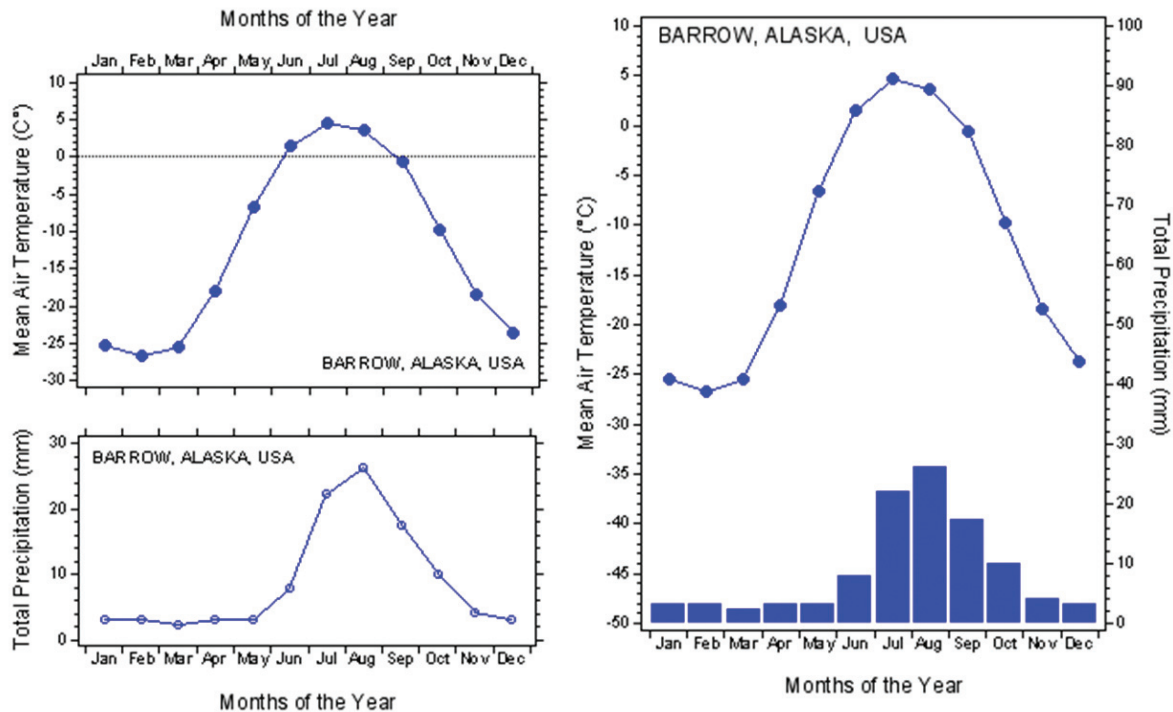 Months of the Year
Jan Feb Mar Apr May Jun Jul Aug Sep Oct Nov Dec
10
5
0
-5
-10
-15
-20
-25
-30
Mean Air Temperature (C°)
BARROW, ALASKA, USA
30
20
10
0
Total Precipitation (mm)
BARROW, ALASKA, USA
Jan Feb Mar Apr May Jun Jul Aug Sep Oct Nov Dec
Months of the Year
BARROW, ALASKA, USA
10
5
0
-5
-10
-15
-20
-25
-30
-35
-40
-45
-50
Mean Air Temperature (°C)
100
90
80
70
60
50
40
30
20
10
0
Total Precipitation (mm)
Jan Feb Mar Apr May Jun Jul Aug Sep Oct Nov Dec
Months of the Year